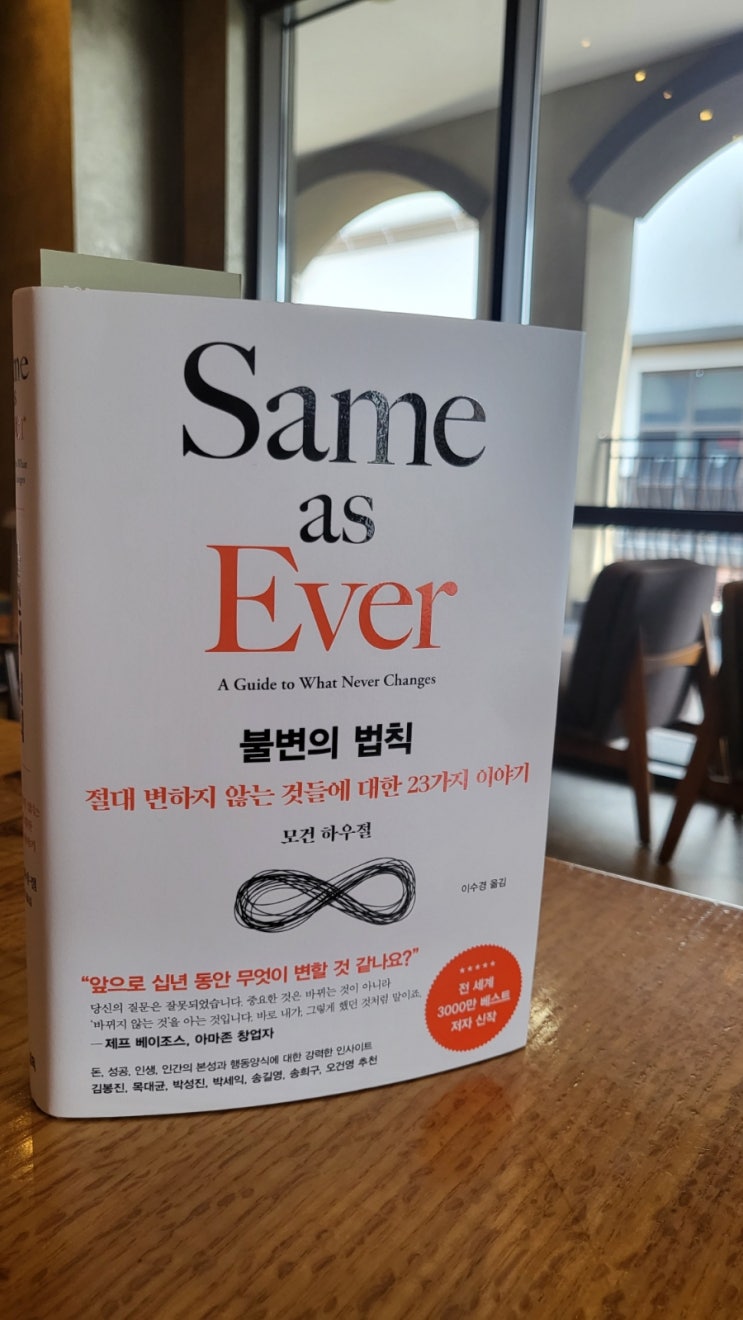 Same
as
Ever
A Guide to What Never Changes
불변의 법칙
절대 변하지 않는 것들에 대한 23가지 이야기
모건 하우절
이수경 옮김
“앞으로 십년 동안 무엇이 변할 것 같나요?”
당신의 질문은 잘못되었습니다. 중요한 것은 바뀌는 것이 아니라
‘바뀌지 않는 것’을 아는 것입니다. 바로 내가, 그렇게 했던 것처럼 말이죠.
— 제프 베이조스, 아마존 창업자
돈, 성공, 인생, 인간의 본성과 행동양식에 대한 강력한 인사이트
김봉진, 목대균, 박성진, 박세익, 송길영, 송희구, 오건영 추천
★★★★★
전 세계
3000만 베스트
저자 신작